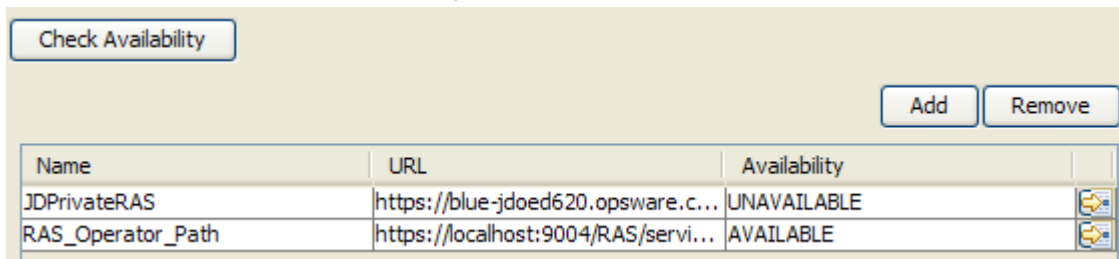 Check Availability
Add Remove
Name URL Availability
JDPrivateRAS https://blue-jdoed620.opsware.c... UNAVAILABLE
RAS_Operator_Path https://localhost:9004/RAS/servi... AVAILABLE